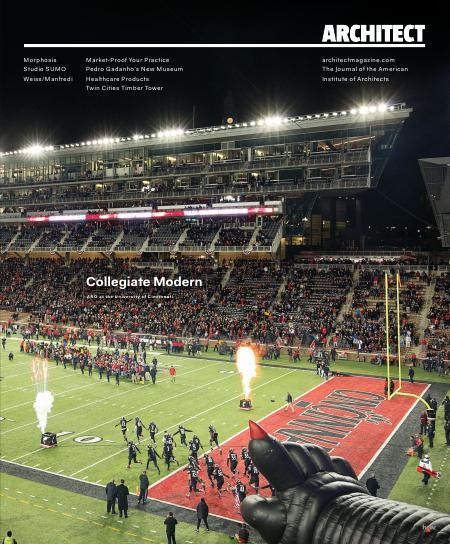 ARCHITECT
Morphosis
Studio SUMO
Weiss/Manfredi
Market-Proof Your Practice
Pedro Gadanho's New Museum
Healthcare Products
Twin Cities Timber Tower
architectmagazine.com
The Journal of the American
Institute of Architects
Collegiate Modern
ARO at the University of Cincinnati
CINCINNATI